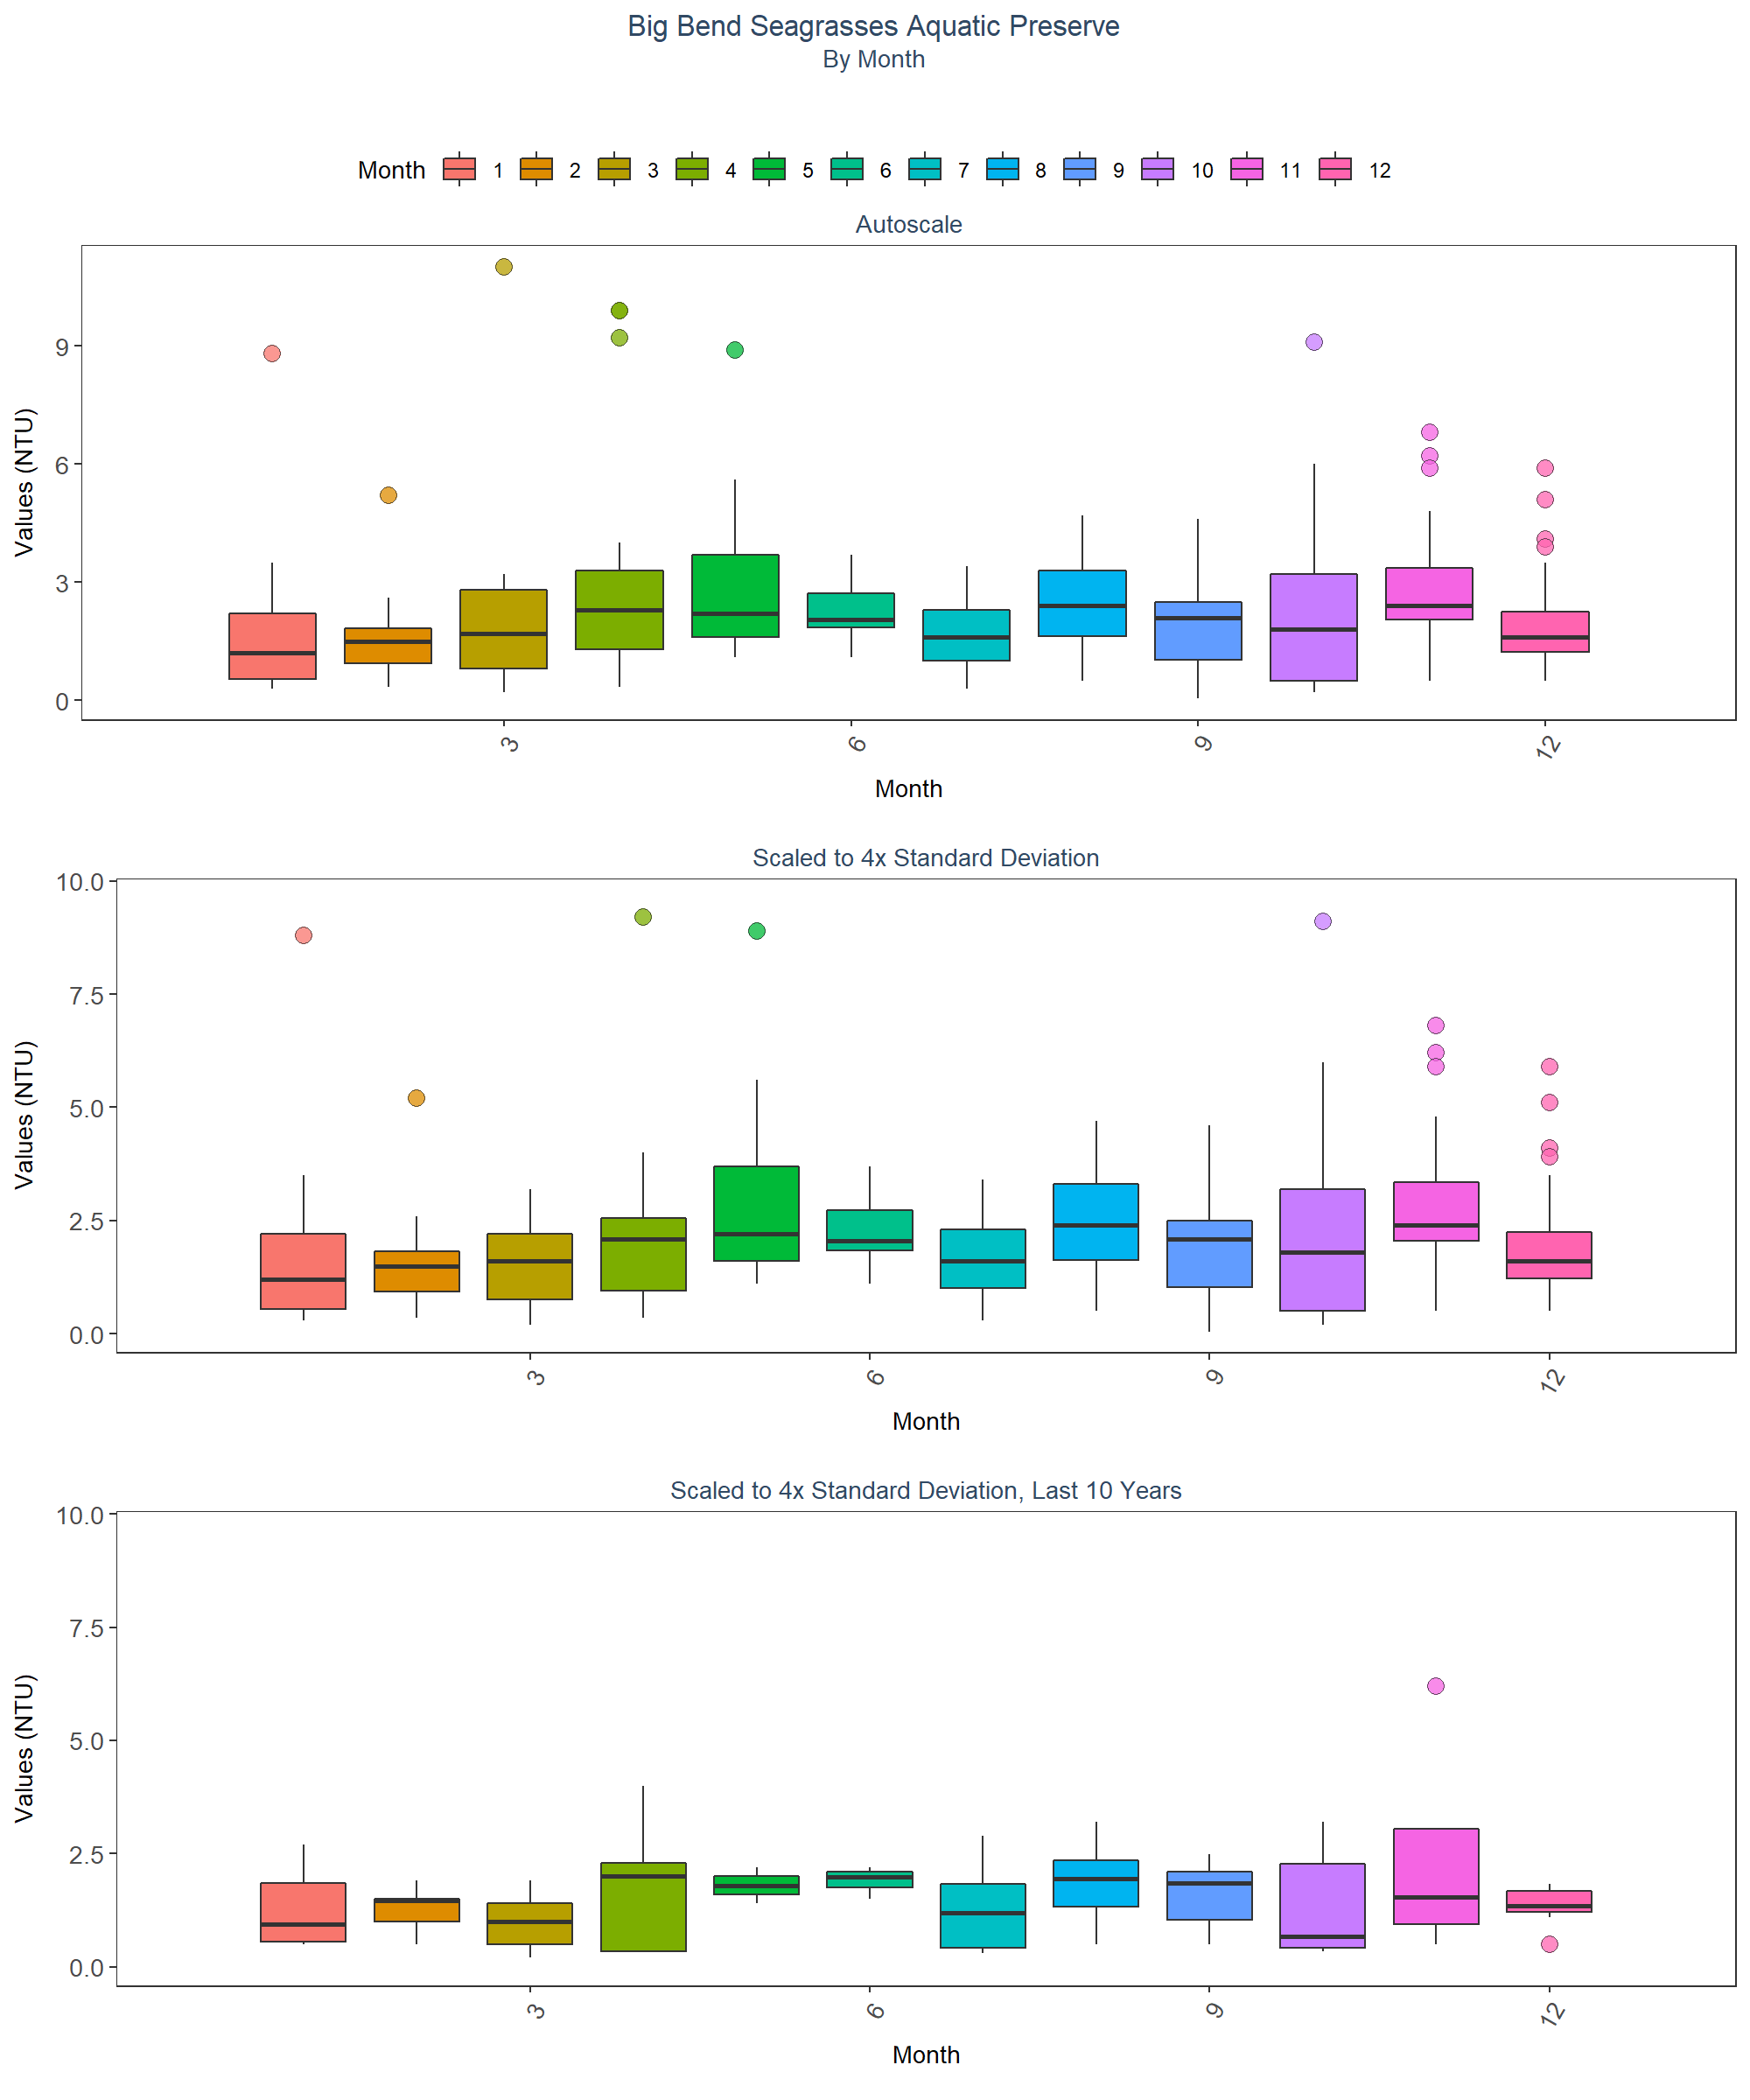 Big Bend Seagrasses Aquatic Preserve
By Month
Month 1 2 3 4 5 6 7 8 9 10 11 12
Autoscale
Values (NTU)
9
6
3
0
3 6 9 12
Month
Scaled to 4x Standard Deviation
Values (NTU)
10.0
7.5
5.0
2.5
0.0
3 6 9 12
Month
Scaled to 4x Standard Deviation, Last 10 Years
Values (NTU)
10.0
7.5
5.0
2.5
0.0
3 6 9 12
Month